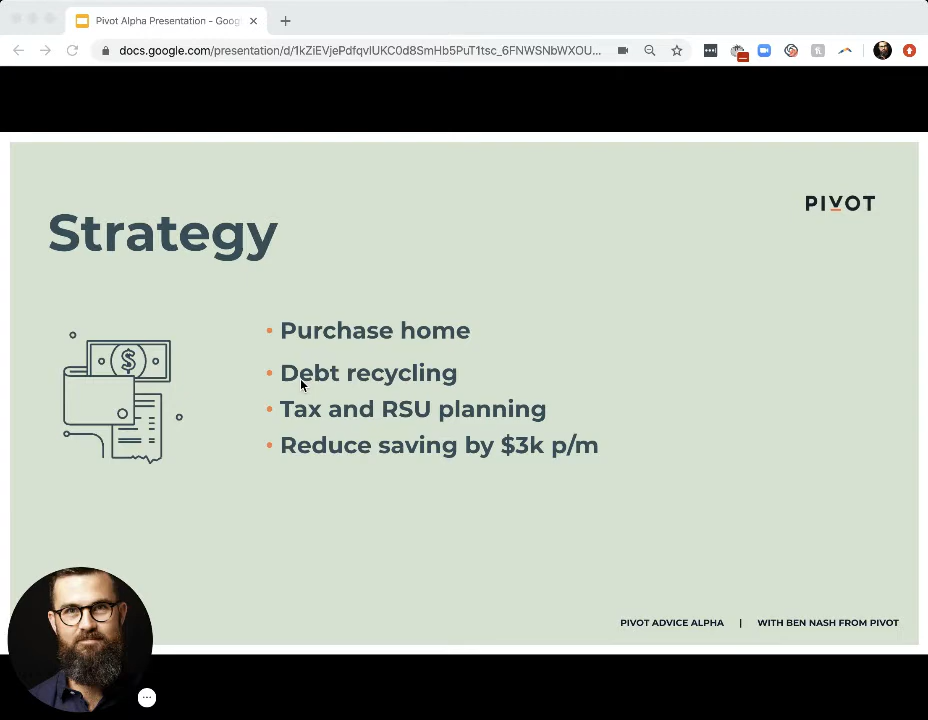 Pivot Alpha Presentation - Goog
docs.google.com/presentation/d/1kZiEVjePdfqvIUKC0d8SmHb5PuT1tsc_6FNWSNbWXOU...
PIVOT
Strategy
• Purchase home
• Debt recycling
• Tax and RSU planning
• Reduce saving by $3k p/m
PIVOT ADVICE ALPHA | WITH BEN NASH FROM PIVOT